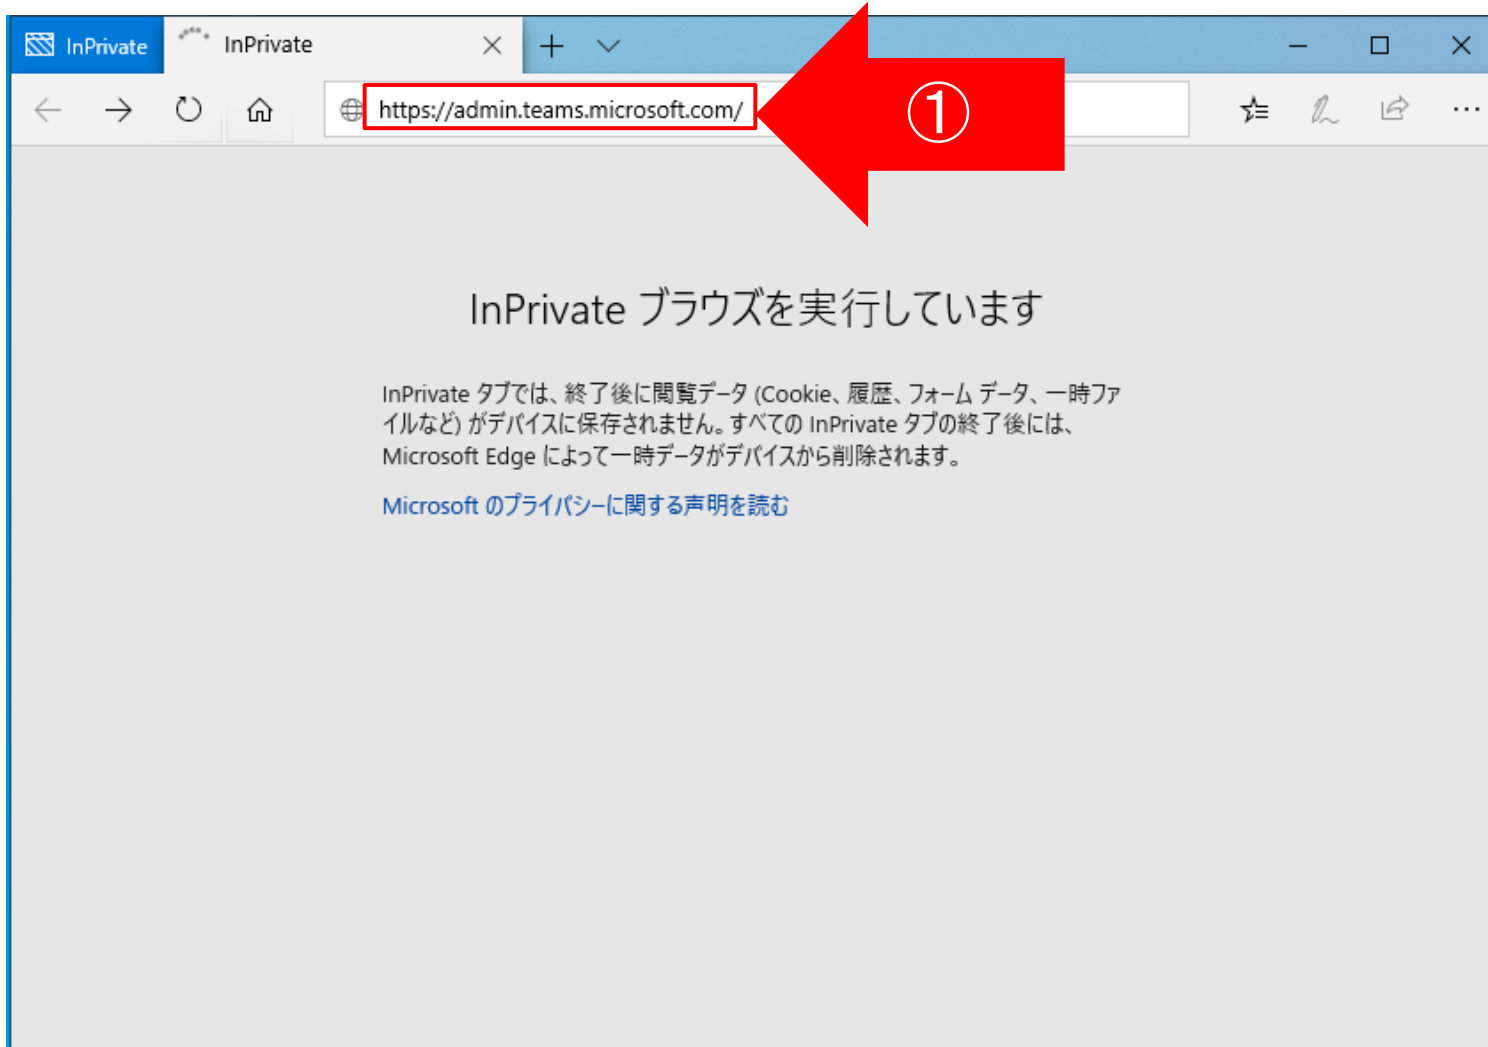 InPrivate
InPrivate
https://admin.teams.microsoft.com/
①
InPrivate ブラウズを実行しています
InPrivate タブでは、終了後に閲覧データ (Cookie、履歴、フォーム データ、一時ファ
イルなど) がデバイスに保存されません。すべての InPrivate タブの終了後には、
Microsoft Edge によって一時データがデバイスから削除されます。
Microsoft のプライバシーに関する声明を読む